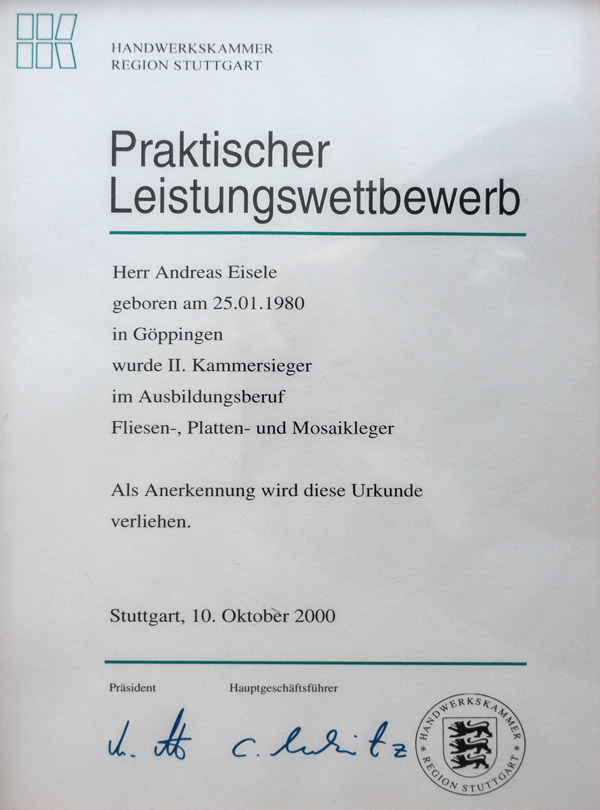 HANDWERKSKAMMER
REGION STUTTGART
Praktischer
Leistungswettbewerb
Herr Andreas Eisele
geboren am 25.01.1980
in Göppingen
wurde II. Kammersieger
im Ausbildungsberuf
Fliesen-, Platten- und Mosaikleger
Als Anerkennung wird diese Urkunde
verliehen.
Stuttgart, 10. Oktober 2000
Präsident Hauptgeschäftsführer
HANDWERKSKAMMER
REGION STUTTGART